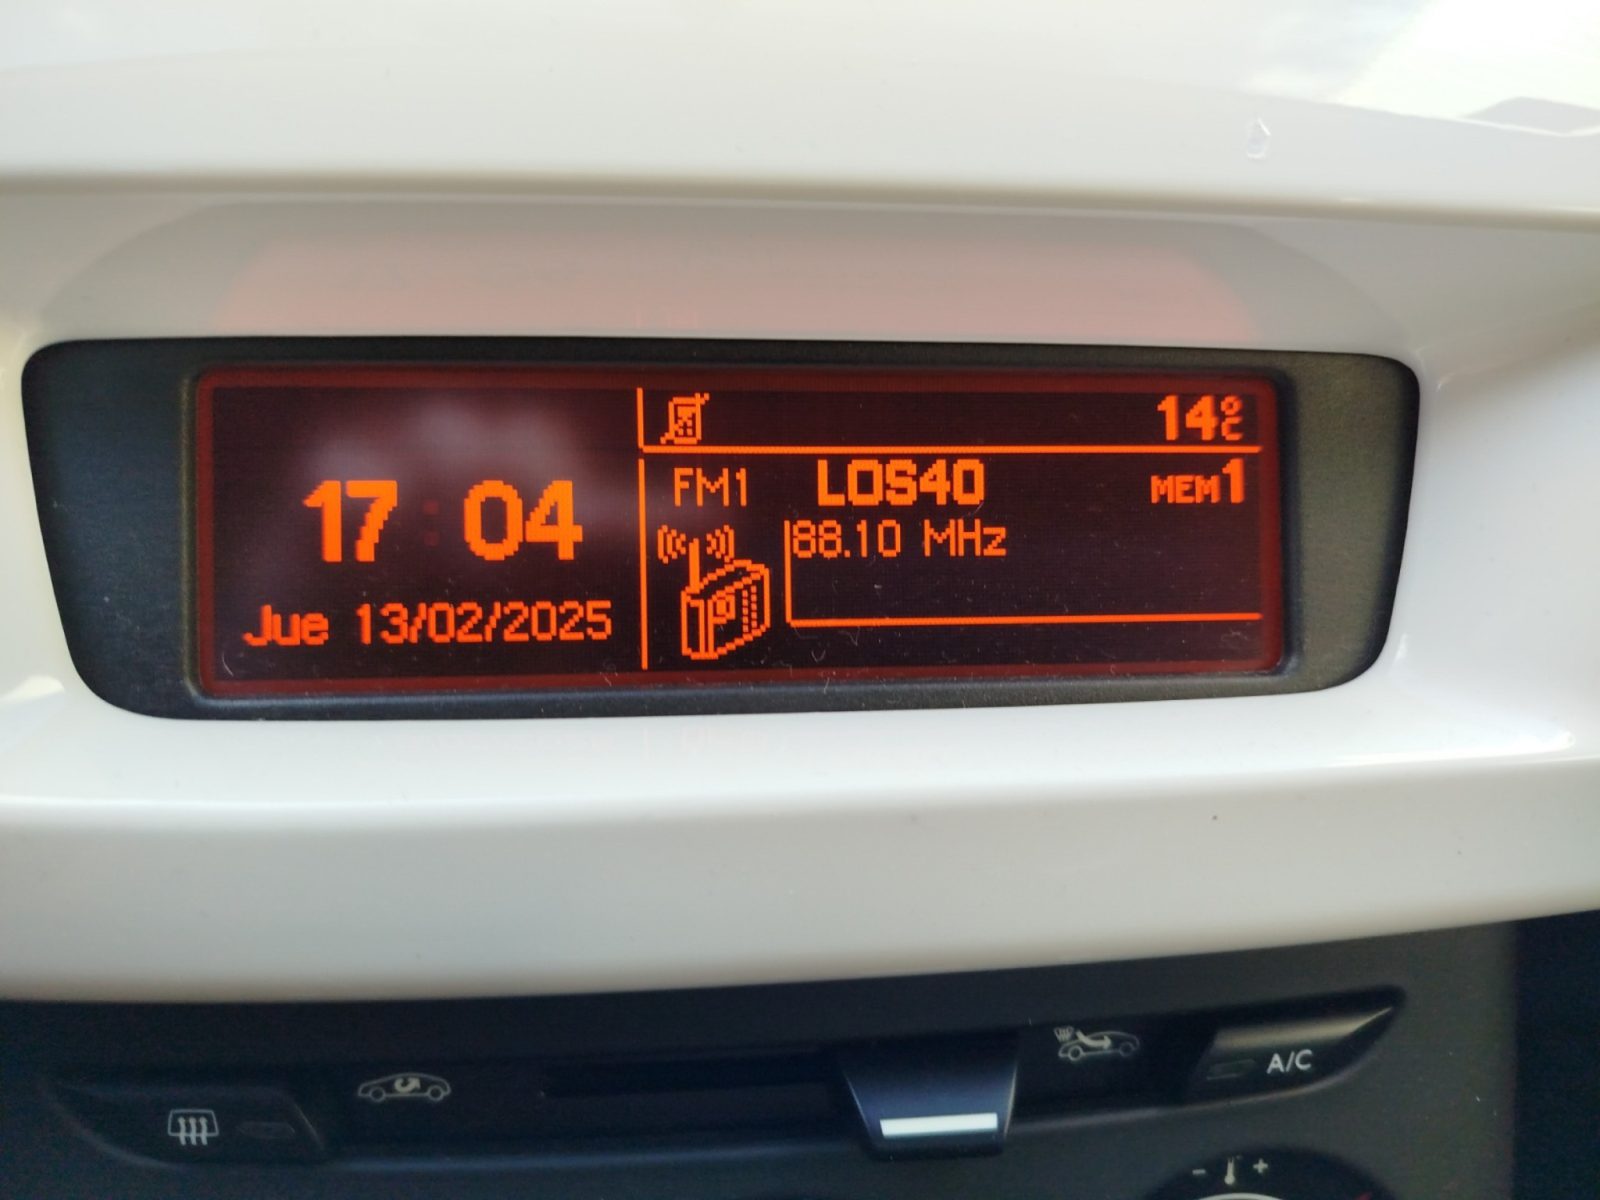 14°C
17:04
FM1 LOS40 MEM1
88.10 MHz
Jue 13/02/2025
A/C
- +